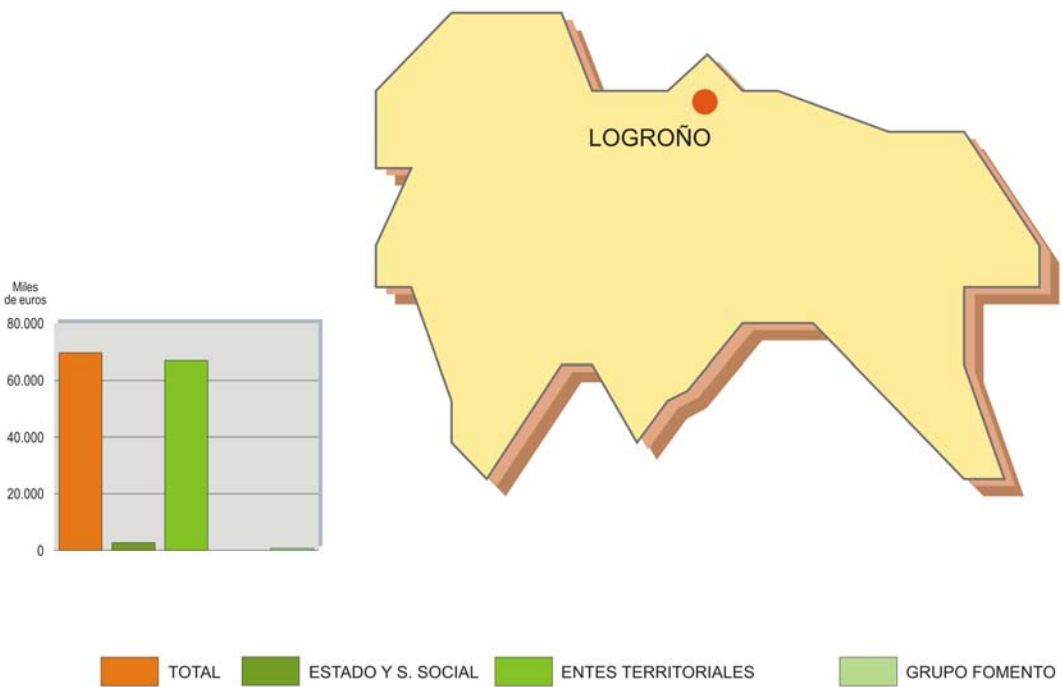 LOGROÑO
Miles
de euros
80.000
60.000
40.000
20.000
0
TOTAL
ESTADO Y S. SOCIAL
ENTES TERRITORIALES
GRUPO FOMENTO